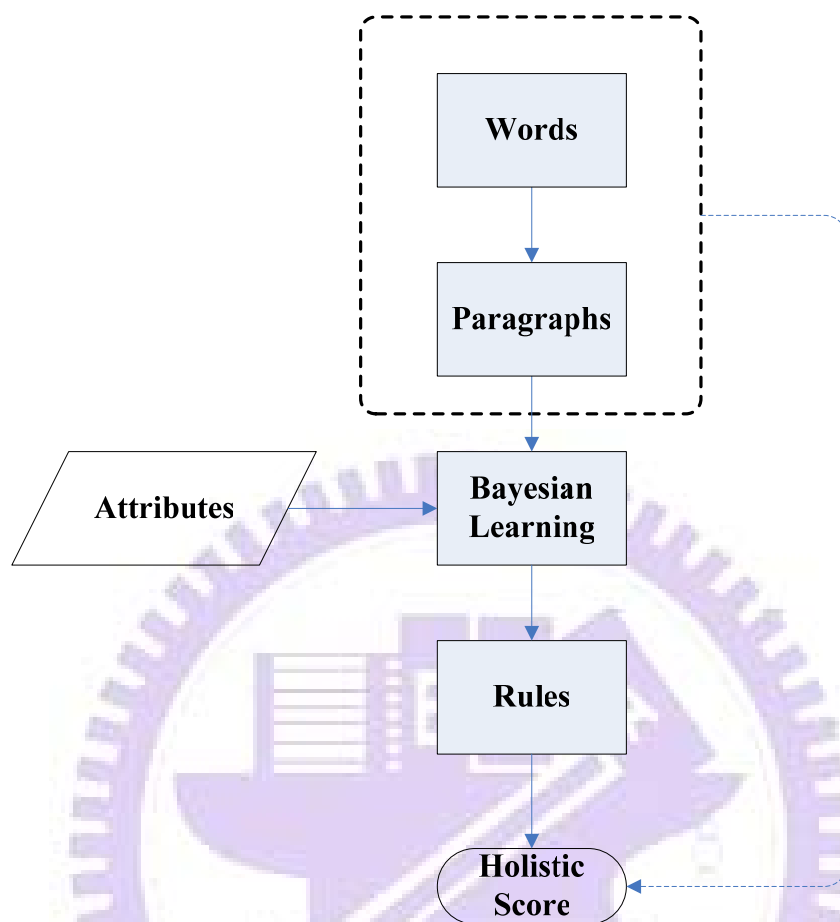 Words
Paragraphs
Attributes
Bayesian
Learning
Rules
Holistic
Score